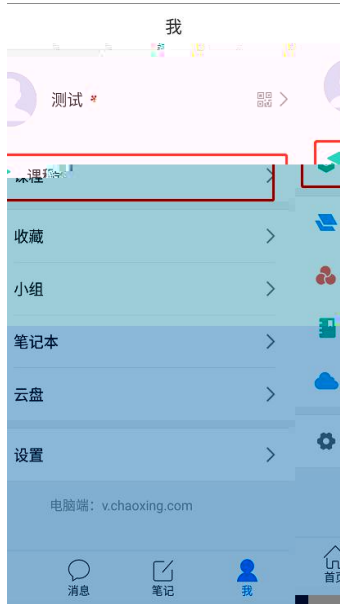 我
测试
课程
收藏
小组
笔记本
云盘
设置
电脑端：v.chaoxing.com
消息
笔记
我
首页